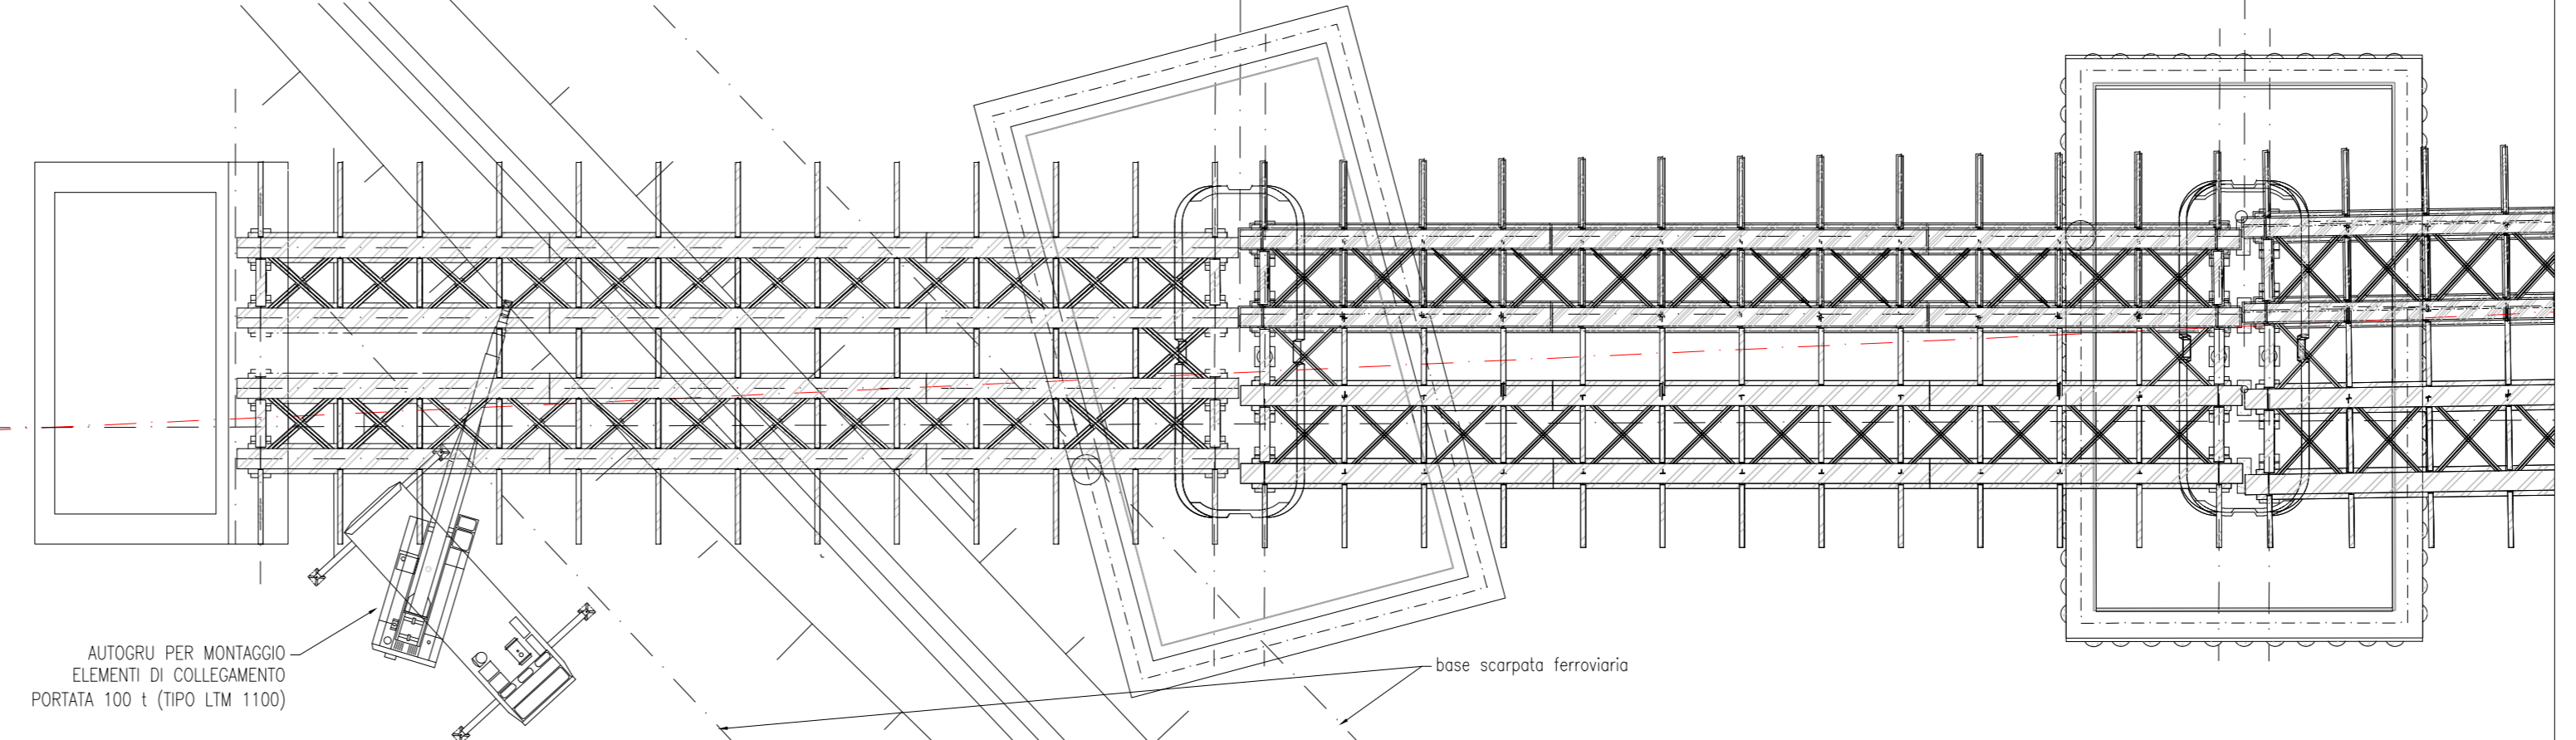 AUTOGRU PER MONTAGGIO
ELEMENTI DI COLLEGAMENTO
PORTATA 100 t (TIPO LTM 1100)
base scarpata ferroviaria